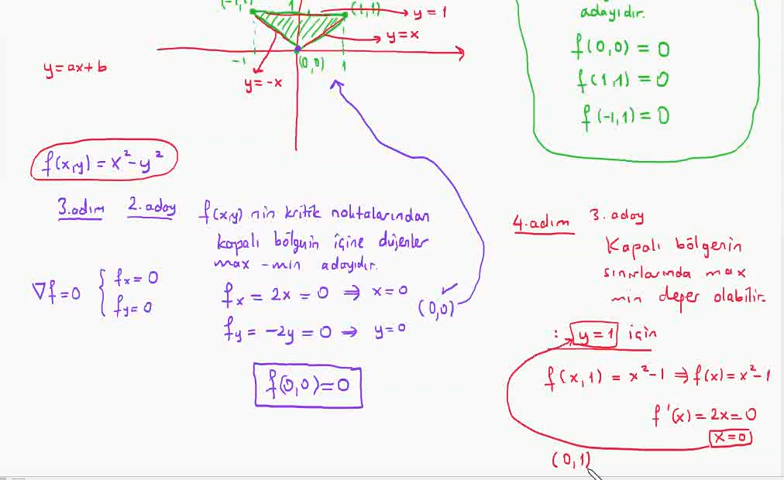 (-1,1)
1
(1,1)
y=1
y=x
-1
(0,0)
1
y=-x
y=ax+b
adayıdır.
f(0,0)=0
f(1,1)=0
f(-1,1)=0
f(x,y)=x²-y²
3.adım 2.aday f(x,y) nin kritik noktalarından
kapalı bölgenin içine düşenler
max-min adayıdır.
∇f=0 { fx=0
fy=0
fx = 2x = 0 ⇒ x=0
fy = -2y = 0 ⇒ y=0
(0,0)
f(0,0)=0
4.adım 3. aday
Kapalı bölgenin
sınırlarında max
min değer olabilir.
: y=1 için
f(x,1) = x²-1 ⇒ f(x)=x²-1
f'(x)=2x=0
x=0
(0,1)